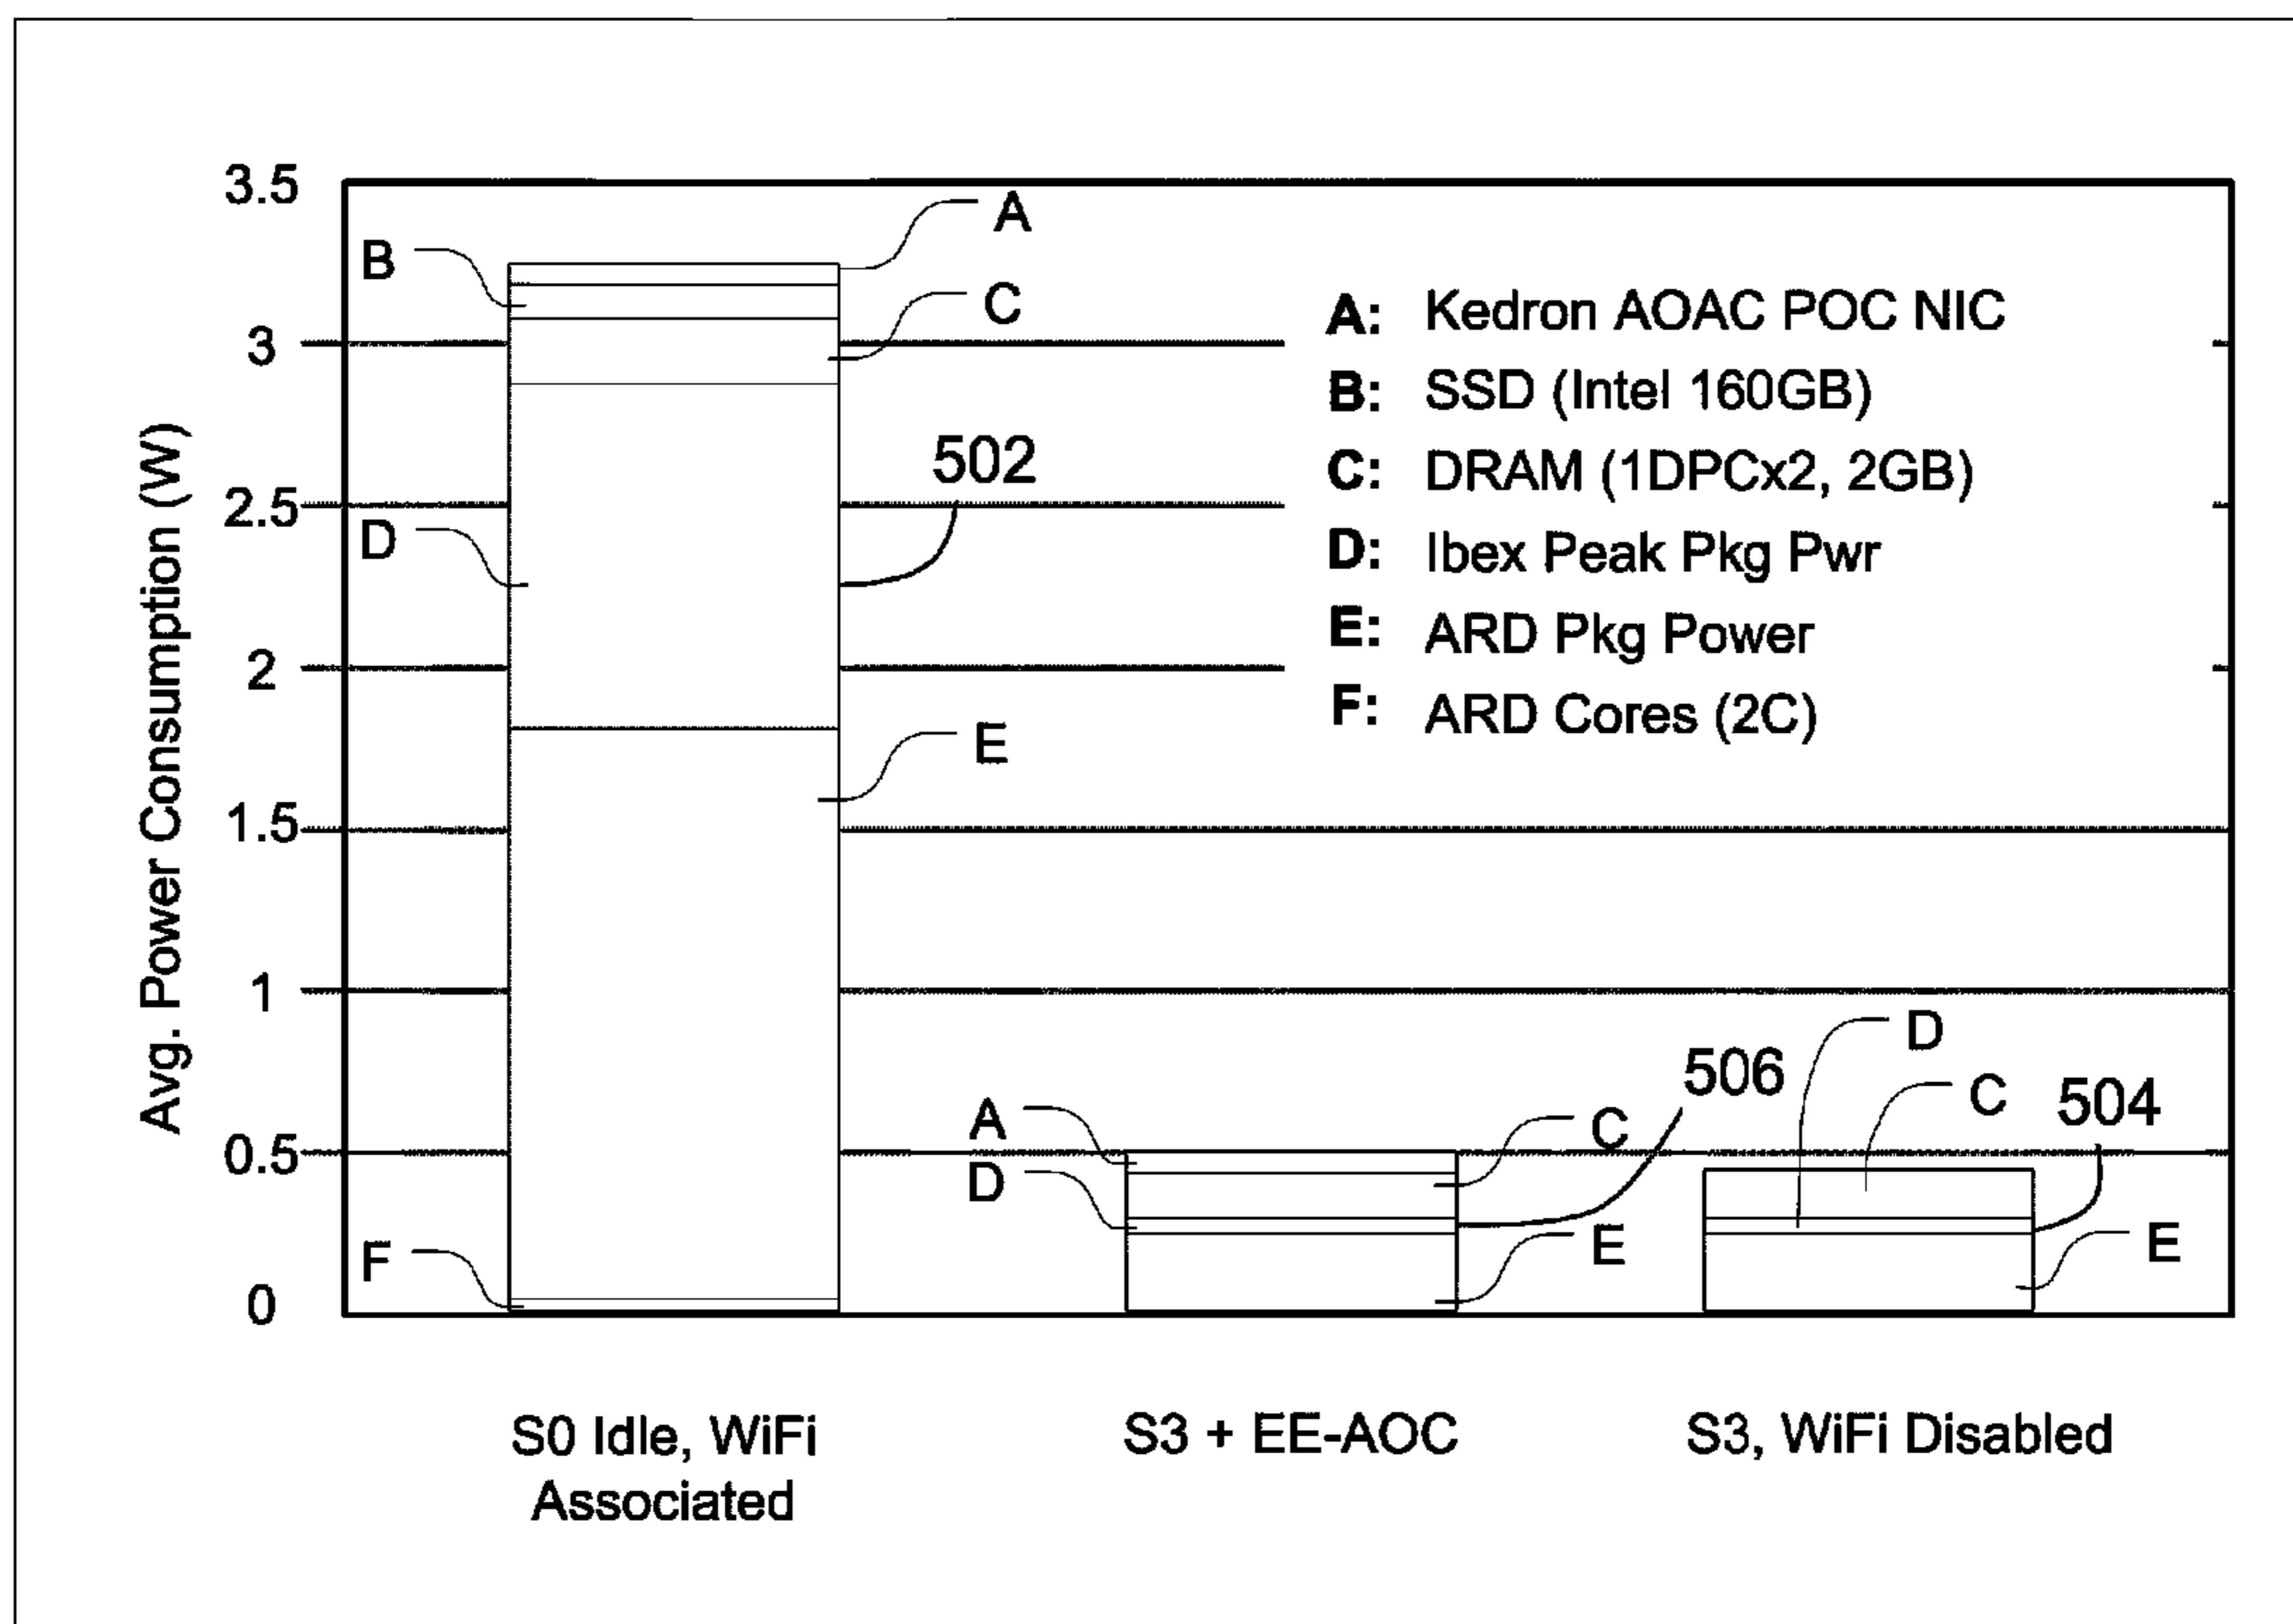 Avg. Power Consumption (W)
3.5
3
2.5
2
1.5
1
0.5
0
A
B
C
502
D
E
F
A: Kedron AOAC POC NIC
B: SSD (Intel 160GB)
C: DRAM (1DPCx2, 2GB)
D: Ibex Peak Pkg Pwr
E: ARD Pkg Power
F: ARD Cores (2C)
A
D
C
506
E
D
C
504
E
S0 Idle, WiFi
Associated
S3 + EE-AOC
S3, WiFi Disabled